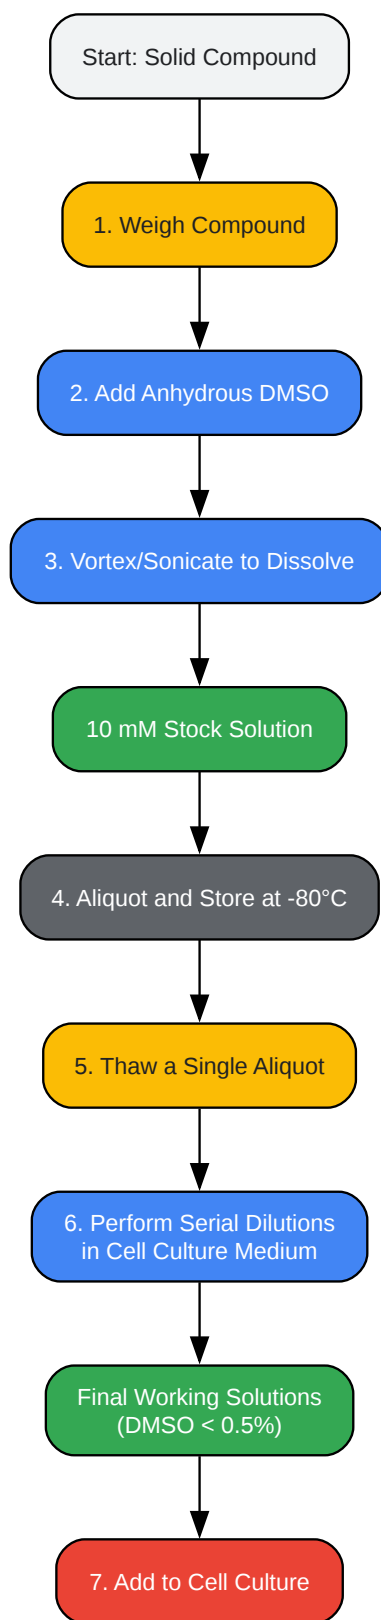 Start: Solid Compound
1. Weigh Compound
2. Add Anhydrous DMSO
3. Vortex/Sonicate to Dissolve
10 mM Stock Solution
4. Aliquot and Store at -80°C
5. Thaw a Single Aliquot
6. Perform Serial Dilutions
in Cell Culture Medium
Final Working Solutions
(DMSO < 0.5%)
7. Add to Cell Culture